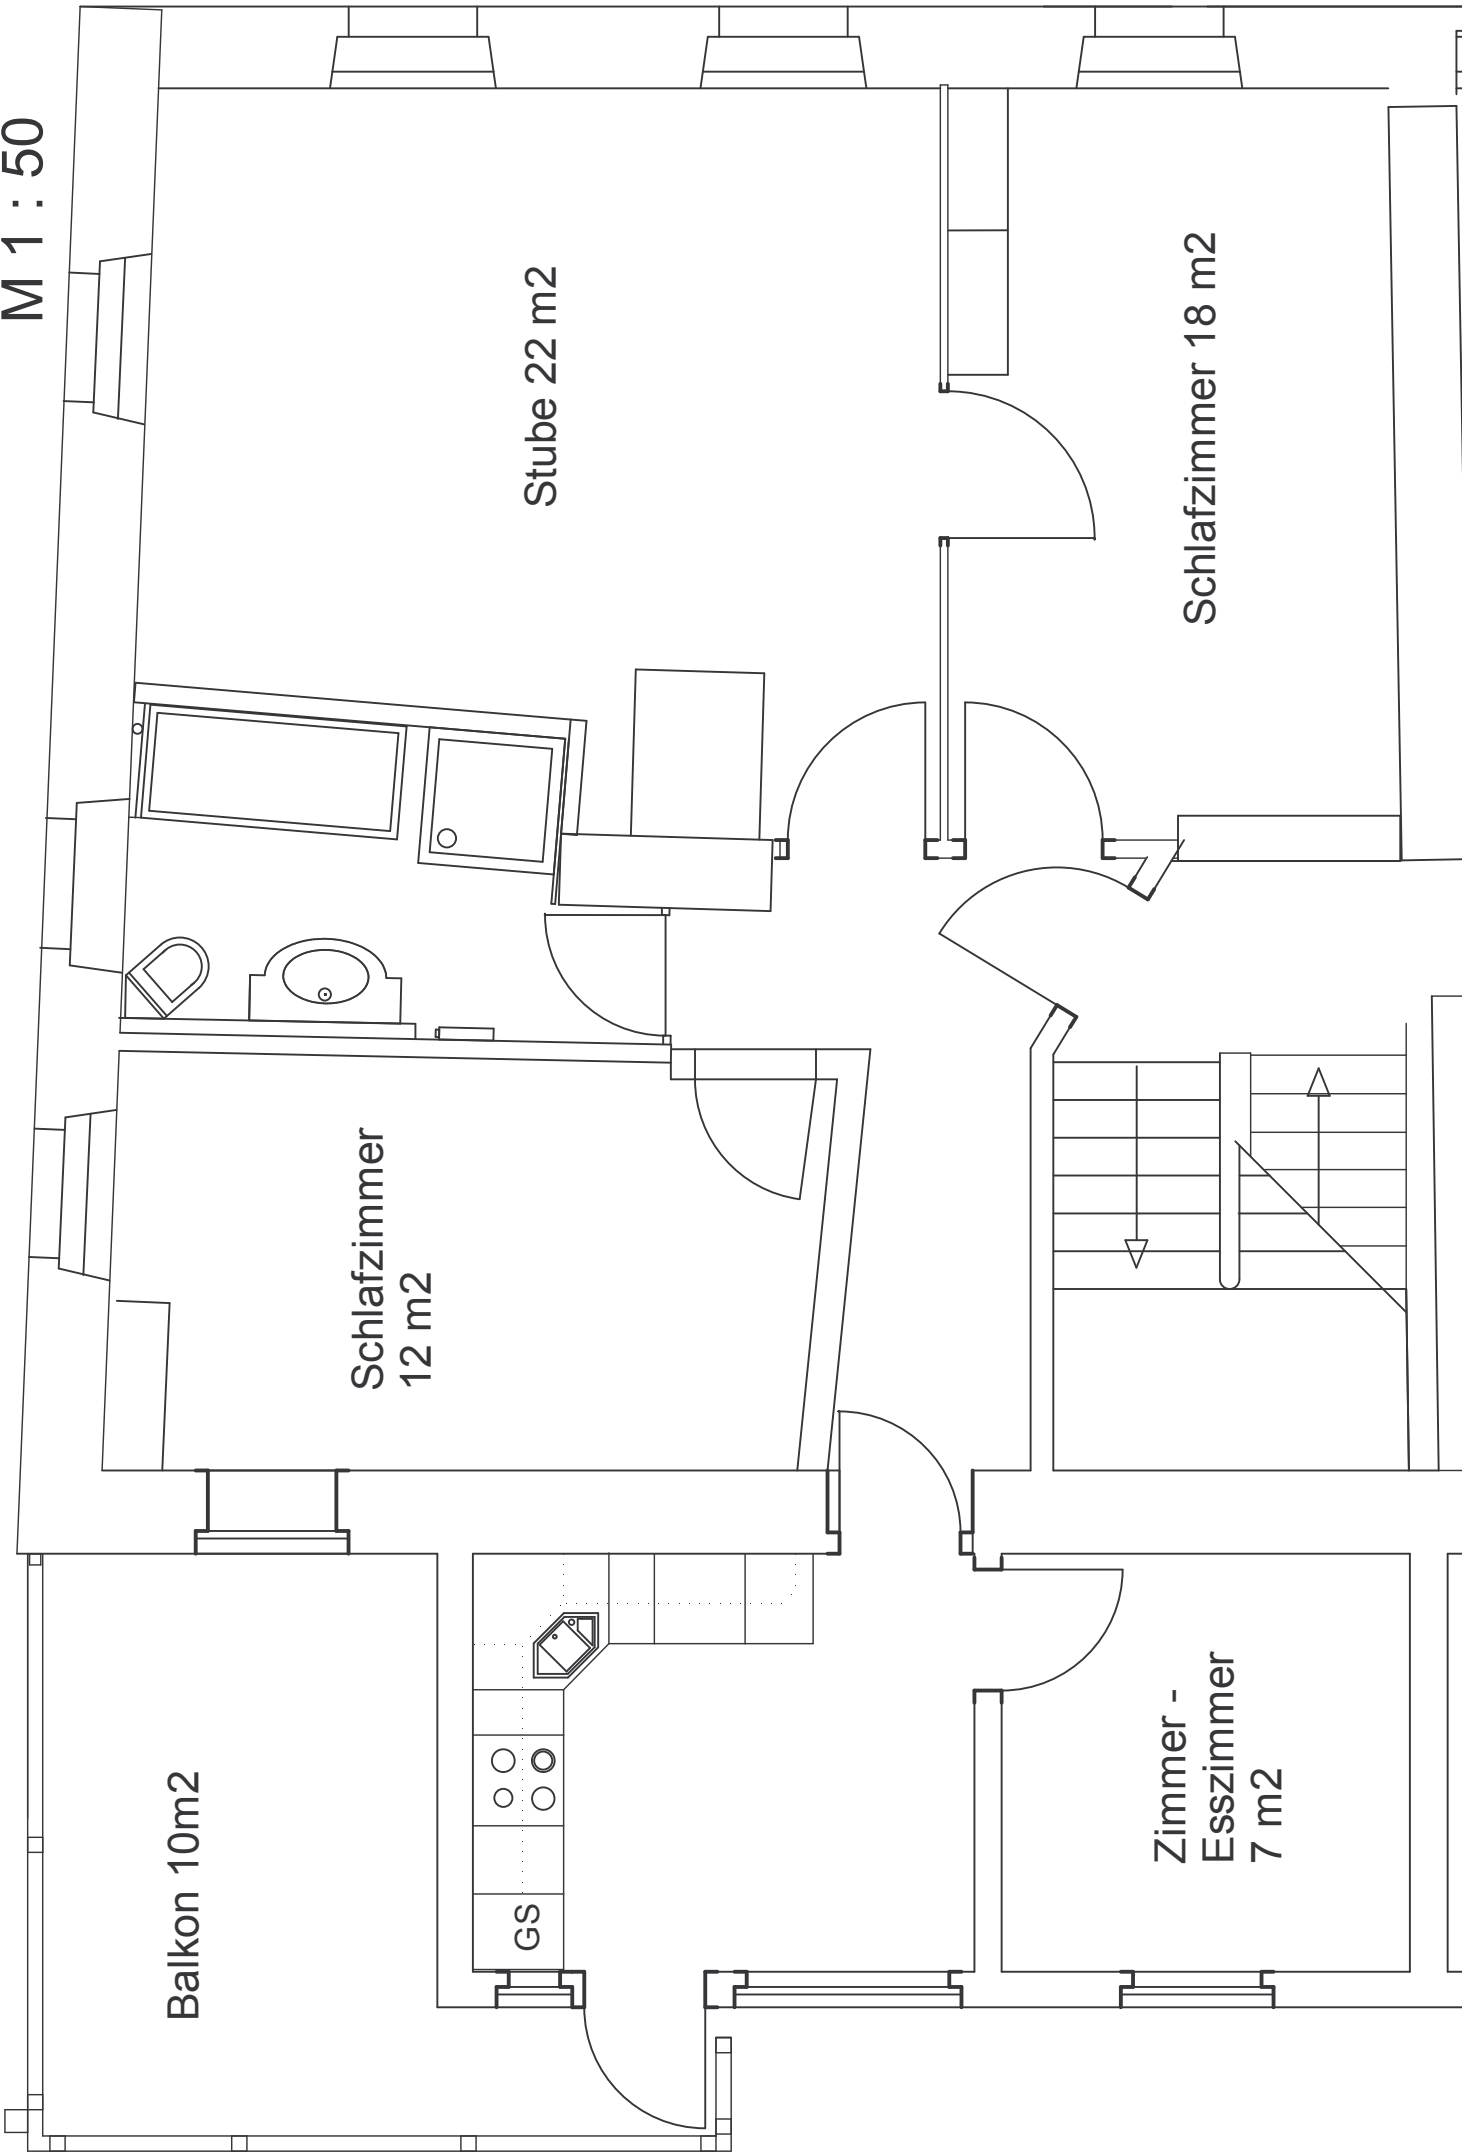 M 1 : 50
Stube 22 m2
Schlafzimmer 18 m2
Schlafzimmer
12 m2
Balkon 10m2
GS
Zimmer -
Esszimmer
7 m2